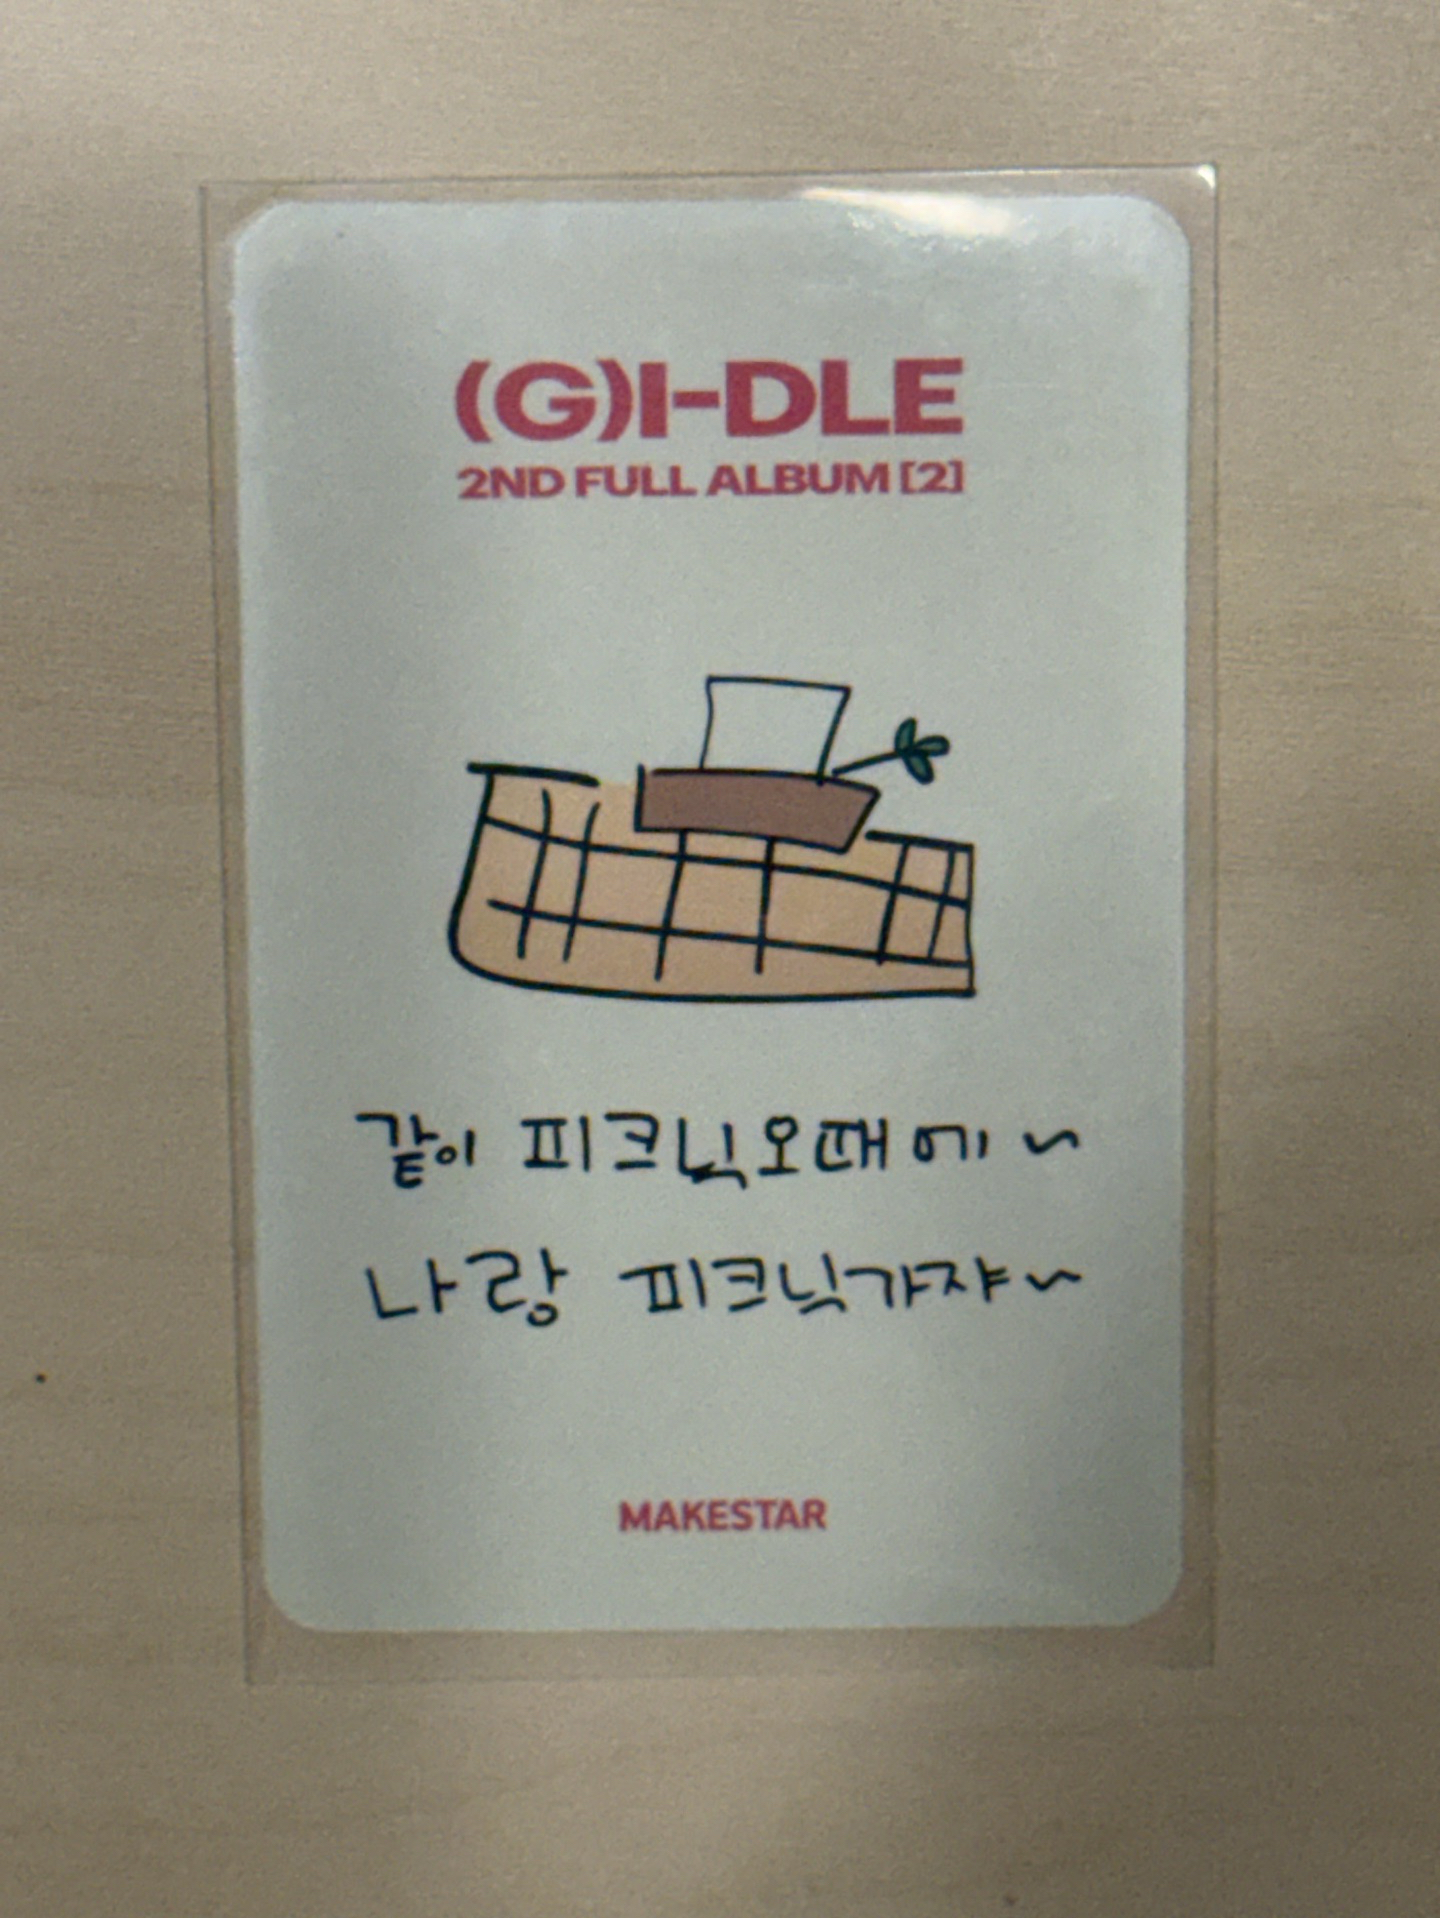 (G)I-DLE
2ND FULL ALBUM [2]
같이 피크닉오때에~
나랑 피크닉가쟈~
MAKESTAR